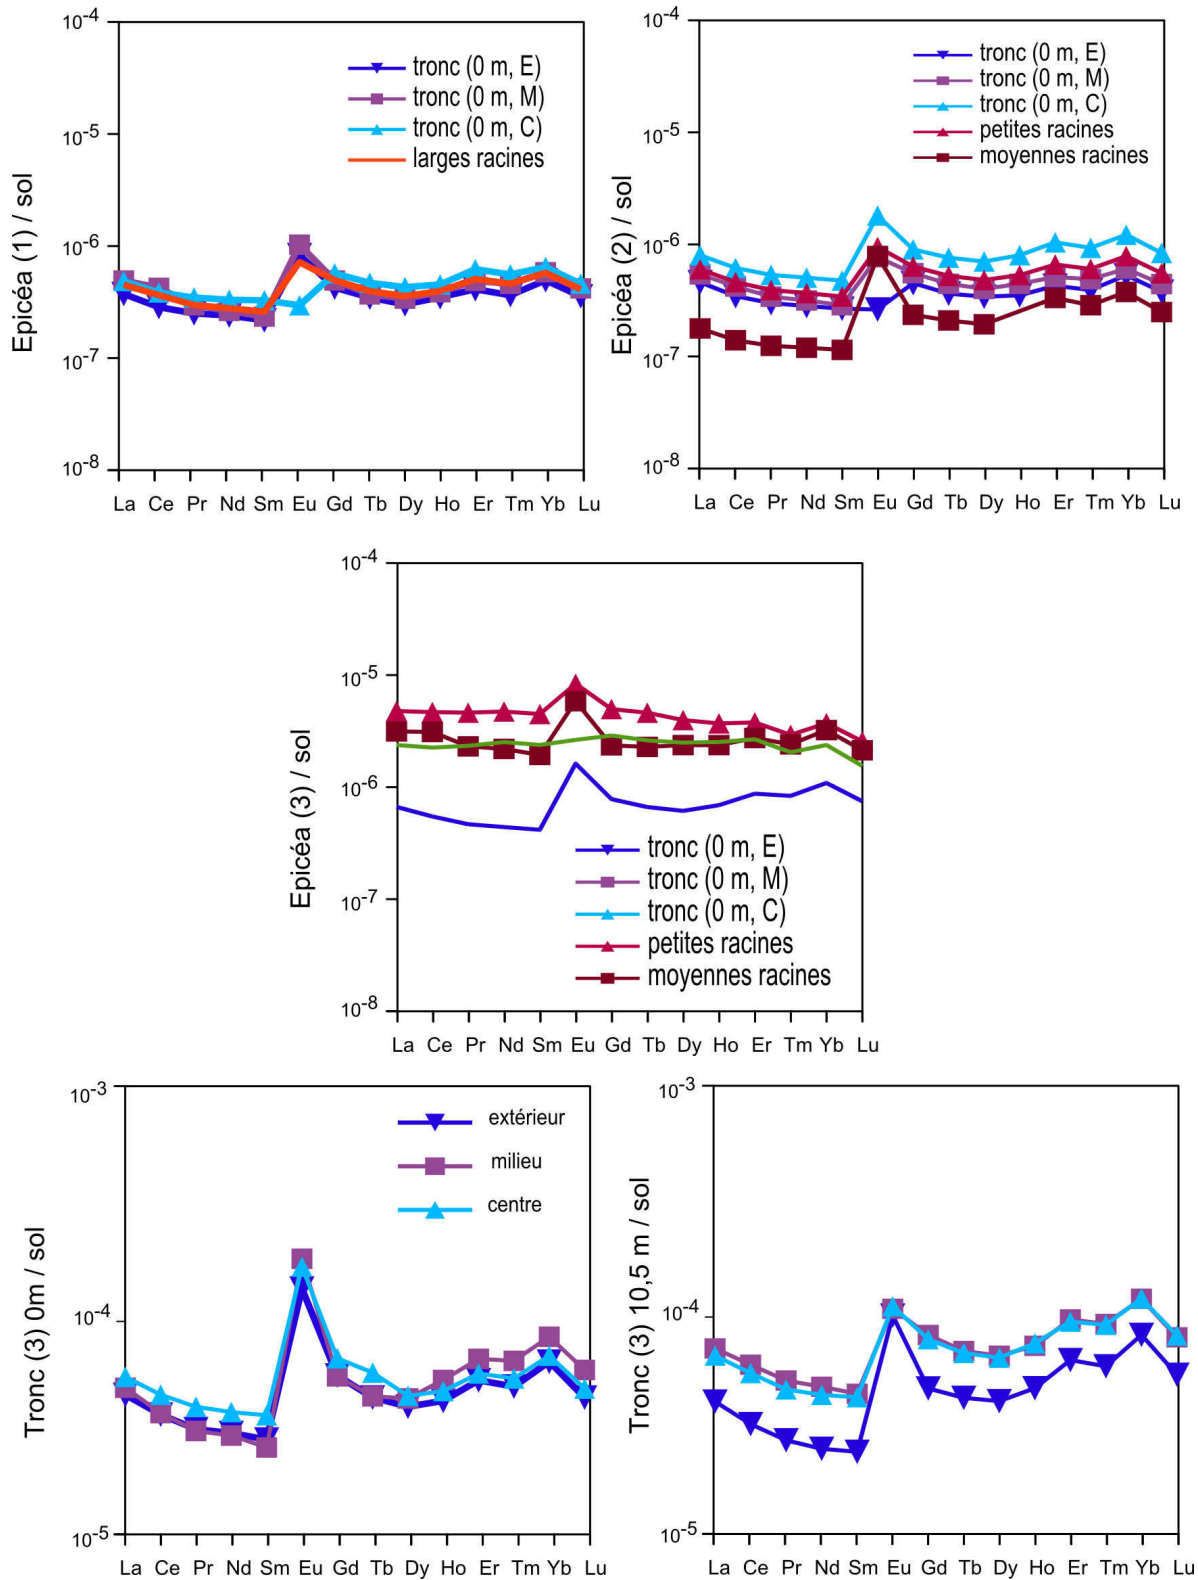 Epicéa (1) / sol
10-4
10-5
10-6
10-7
10-8
tronc (0 m, E)
tronc (0 m, M)
tronc (0 m, C)
larges racines
La Ce Pr Nd Sm Eu Gd Tb Dy Ho Er Tm Yb Lu
Epicéa (2) / sol
10-4
10-5
10-6
10-7
10-8
tronc (0 m, E)
tronc (0 m, M)
tronc (0 m, C)
petites racines
moyennes racines
La Ce Pr Nd Sm Eu Gd Tb Dy Ho Er Tm Yb Lu
Epicéa (3) / sol
10-4
10-5
10-6
10-7
10-8
tronc (0 m, E)
tronc (0 m, M)
tronc (0 m, C)
petites racines
moyennes racines
La Ce Pr Nd Sm Eu Gd Tb Dy Ho Er Tm Yb Lu
Tronc (3) 0m / sol
10-3
10-4
10-5
extérieur
milieu
centre
La Ce Pr Nd Sm Eu Gd Tb Dy Ho Er Tm Yb Lu
Tronc (3) 10,5 m / sol
10-3
10-4
10-5
La Ce Pr Nd Sm Eu Gd Tb Dy Ho Er Tm Yb Lu